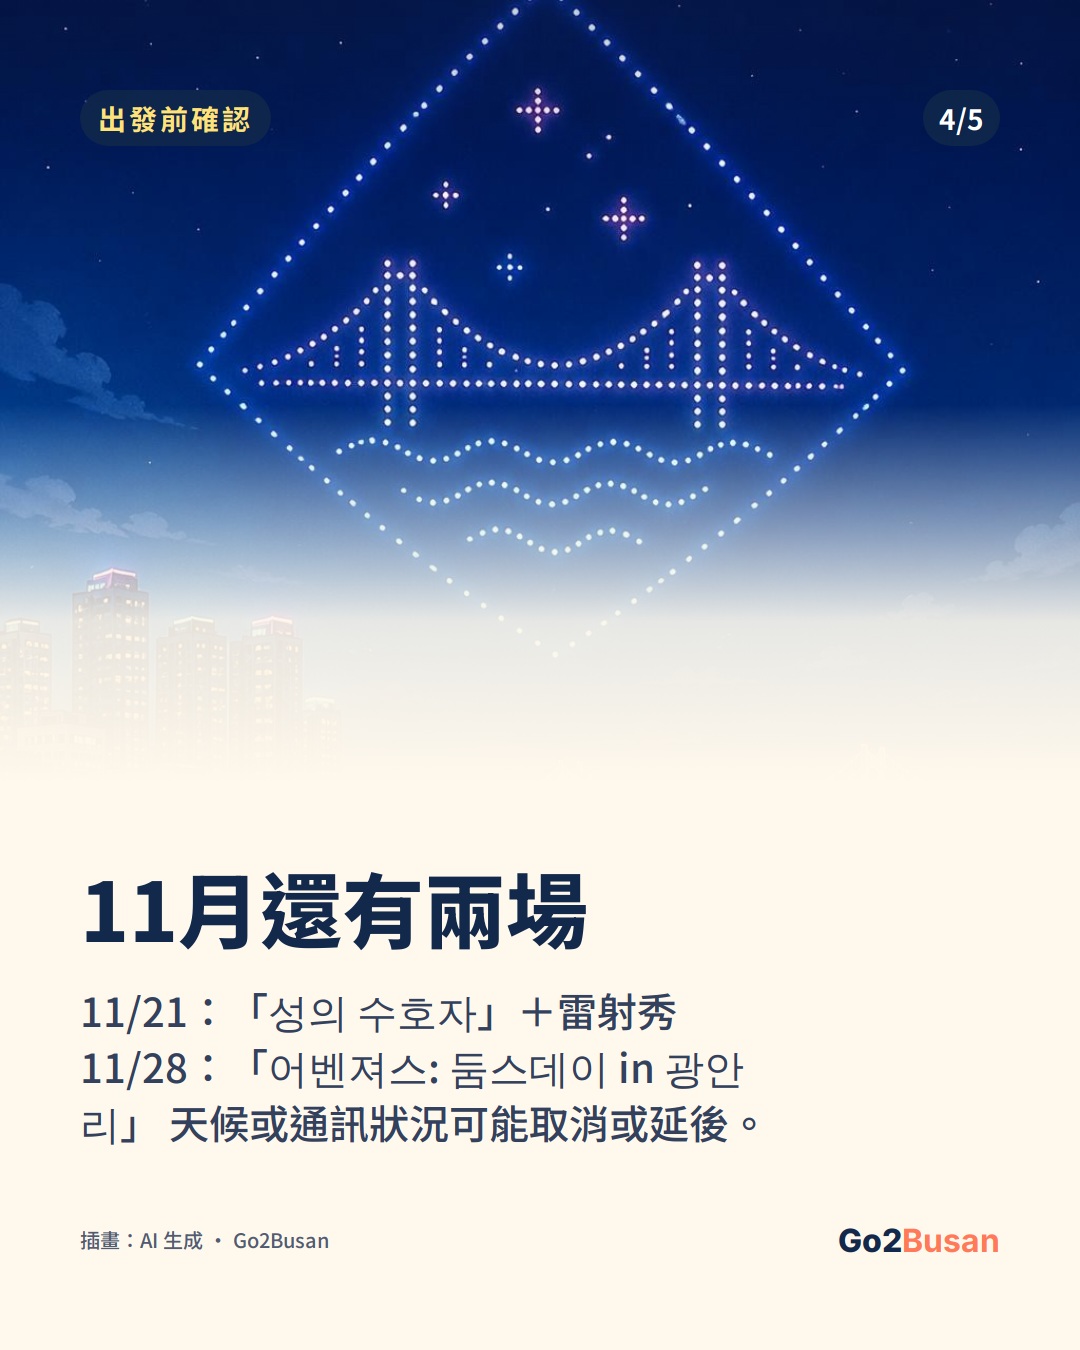 出發前確認
4/5
11月還有兩場
11/21：「성의 수호자」＋雷射秀
11/28：「어벤져스: 둠스데이 in 광안
리」 天候或通訊狀況可能取消或延後。
插畫：AI 生成 · Go2Busan
Go2Busan